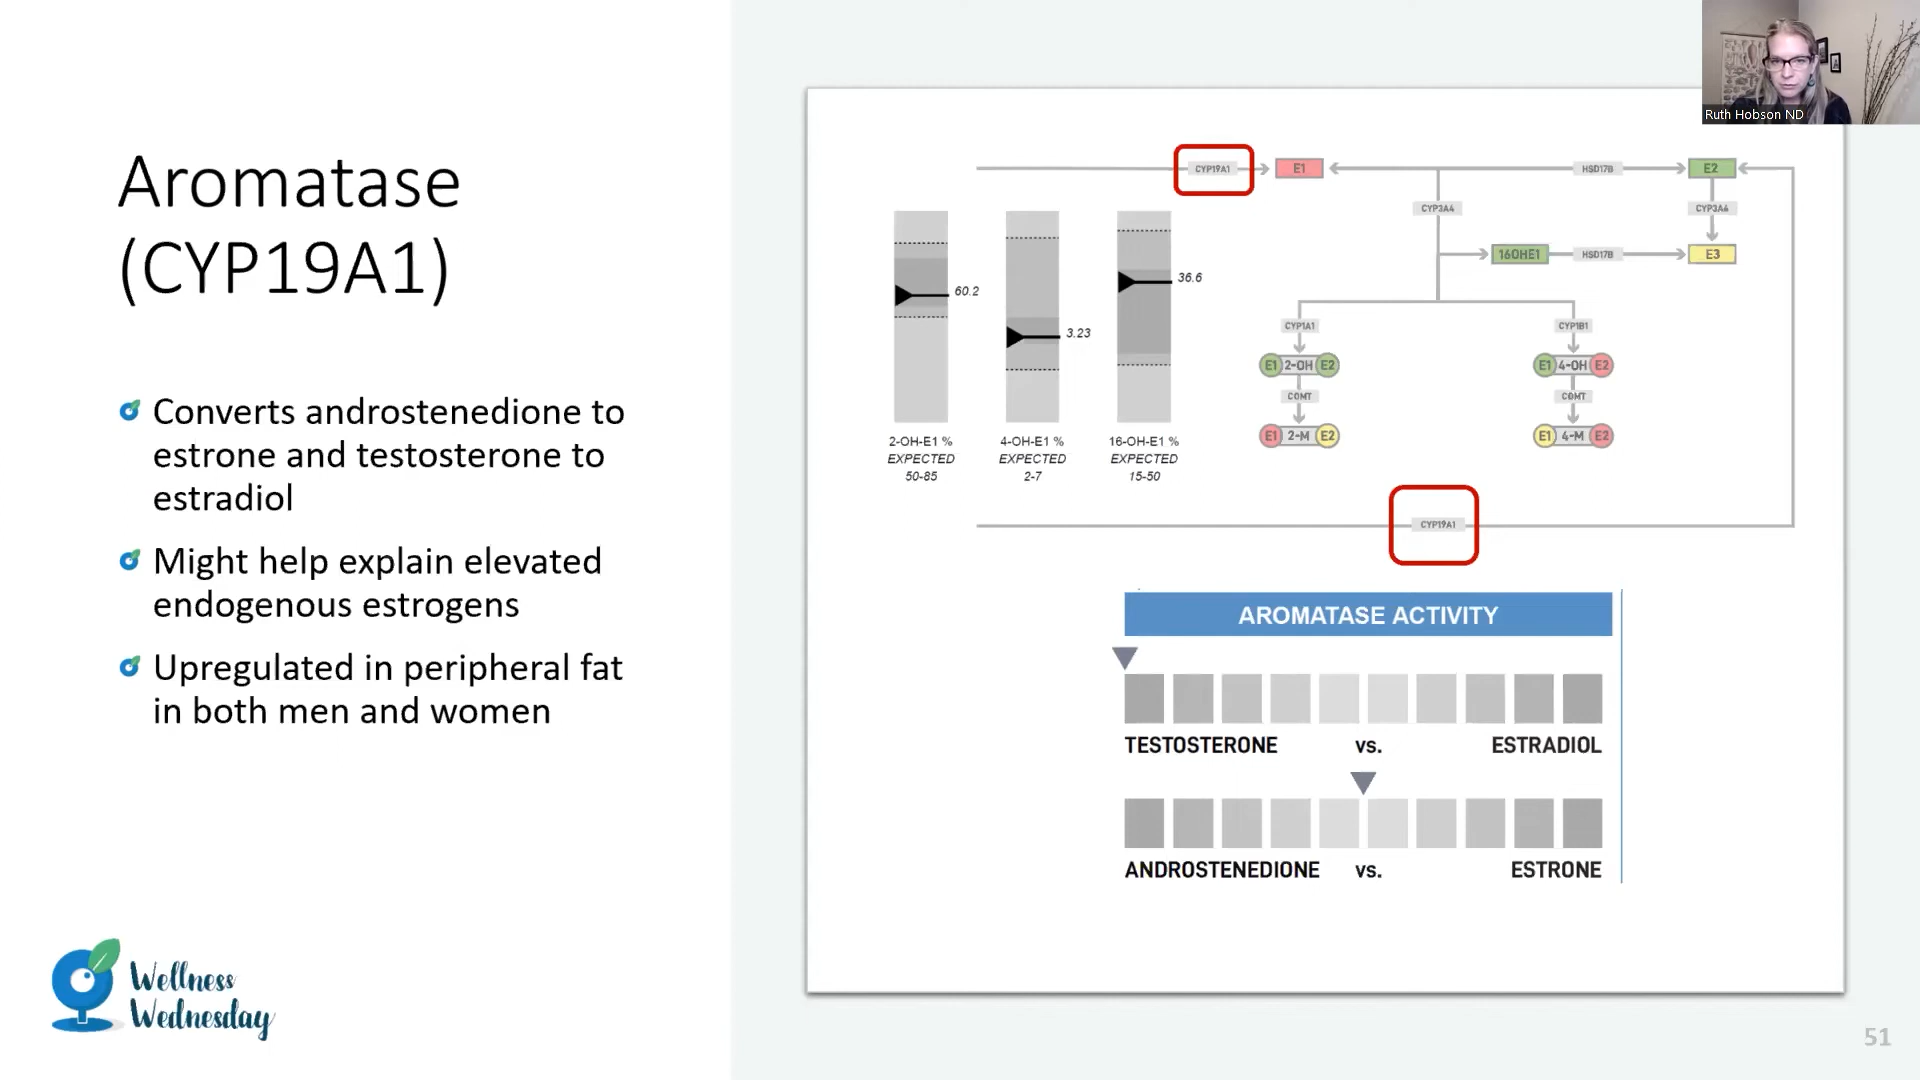 Ruth Hobson ND
Aromatase
(CYP19A1)
Converts androstenedione to
estrone and testosterone to
estradiol
Might help explain elevated
endogenous estrogens
Upregulated in peripheral fat
in both men and women
Wellness
Wednesday
CYP19A1
E1
HSD17B
E2
CYP3A4
CYP3A4
16OHE1
HSD17B
E3
60.2
3.23
36.6
CYP1A1
CYP1B1
E1 2-OH E2
E1 4-OH E2
COMT
COMT
E1 2-M E2
E1 4-M E2
2-OH-E1 %
EXPECTED
50-85
4-OH-E1 %
EXPECTED
2-7
16-OH-E1 %
EXPECTED
15-50
CYP19A1
AROMATASE ACTIVITY
TESTOSTERONE vs. ESTRADIOL
ANDROSTENEDIONE vs. ESTRONE
51